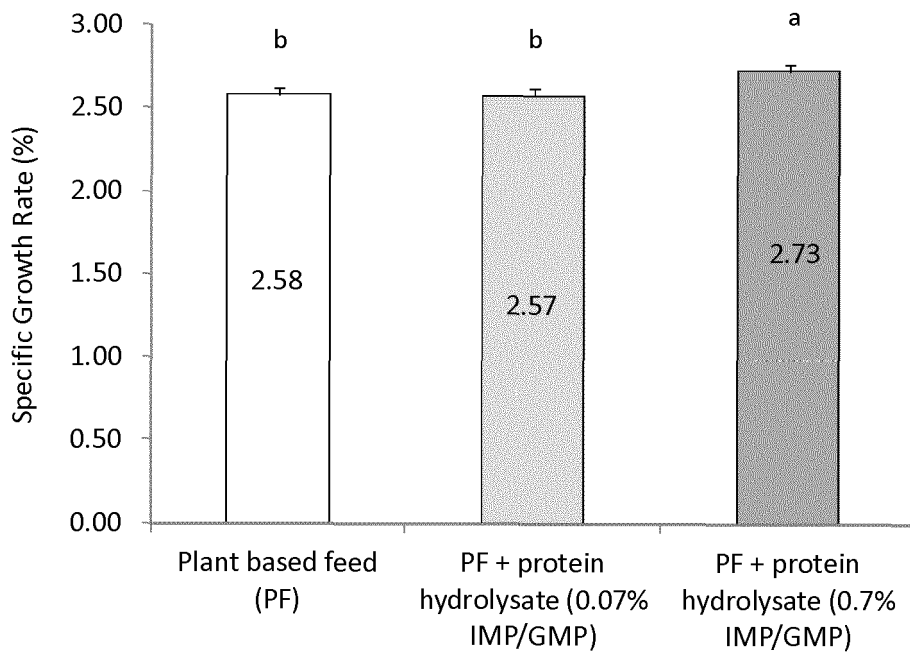 Specific Growth Rate (%)
3.00
2.50
2.00
1.50
1.00
0.50
0.00
b
b
a
2.58
2.57
2.73
Plant based feed
(PF)
PF + protein
hydrolysate (0.07%
IMP/GMP)
PF + protein
hydrolysate (0.7%
IMP/GMP)